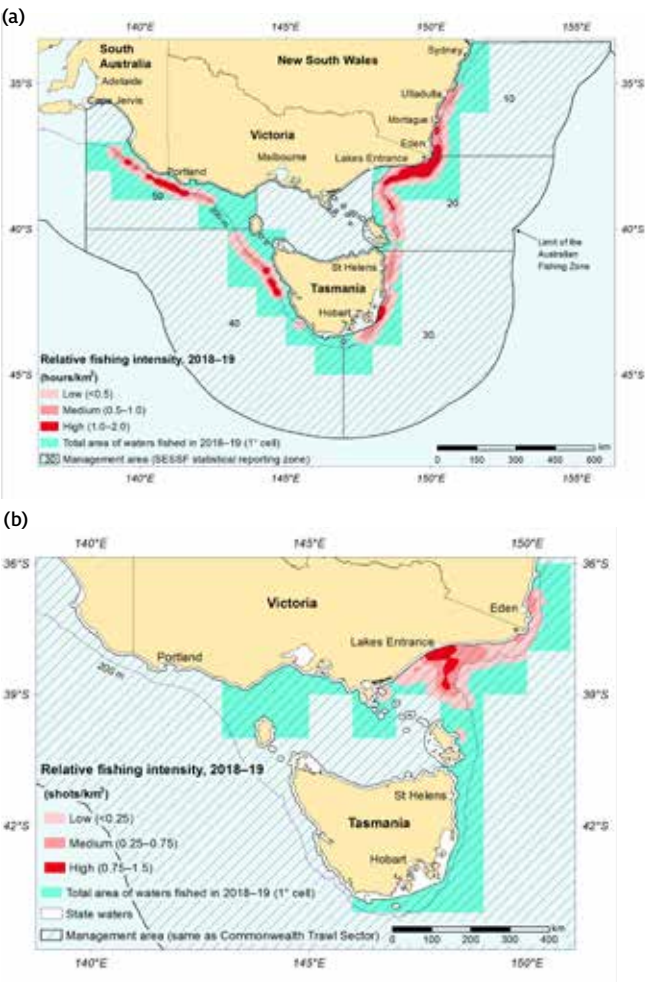 (a)
140°E 145°E 150°E 155°E
South
Australia
New South Wales
Sydney
35°S 35°S
Adelaide
Cape Jervis
Ulladulla
10
Montague I.
Victoria
Eden
Melbourne
Lakes Entrance
Portland
50
200 m
20
40°S 40°S
Limit of the
Australian
Fishing Zone
St Helens
Tasmania
Hobart
40
30
Relative fishing intensity, 2018–19
(hours/km²)
45°S 45°S
Low (<0.5)
Medium (0.5–1.0)
High (1.0–2.0)
Total area of waters fished in 2018–19 (1° cell)
30 Management area (SESSF statistical reporting zone)
km
0 150 300 450 600
140°E 145°E 150°E 155°E
(b)
140°E 145°E 150°E
36°S 36°S
Victoria
Eden
Lakes Entrance
Portland
200 m
39°S 39°S
Relative fishing intensity, 2018–19
(shots/km²)
St Helens
Low (<0.25)
42°S 42°S
Tasmania
Medium (0.25–0.75)
Hobart
High (0.75–1.5)
Total area of waters fished in 2018–19 (1° cell)
State waters
km
Management area (same as Commonwealth Trawl Sector)
0 100 200 300 400
140°E 145°E 150°E